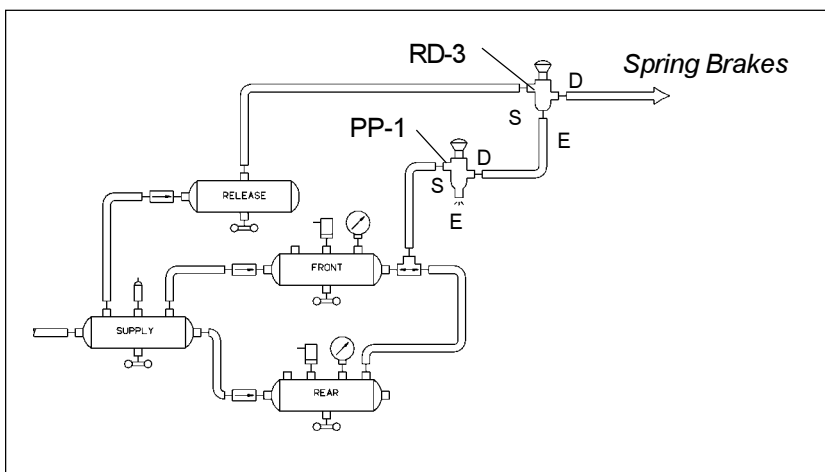 RD-3
Spring Brakes
D
S
PP-1
E
D
S
E
RELEASE
FRONT
SUPPLY
REAR